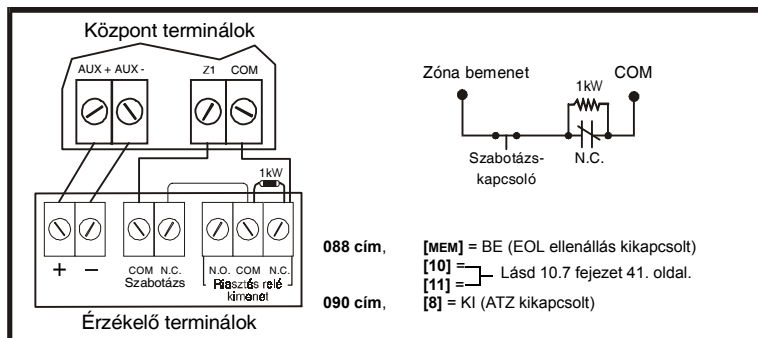 Központ terminálok
AUX + AUX - Z1 COM
1kW
+ − COM N.C. N.O. COM N.C.
Szabotázs Riasztás relé
kimenet
Érzékelő terminálok
Zóna bemenet COM
1kW
Szabotázs-
kapcsoló
N.C.
088 cím, [MEM] = BE (EOL ellenállás kikapcsolt)
[10] =
Lásd 10.7 fejezet 41. oldal.
[11] =
090 cím, [8] = KI (ATZ kikapcsolt)